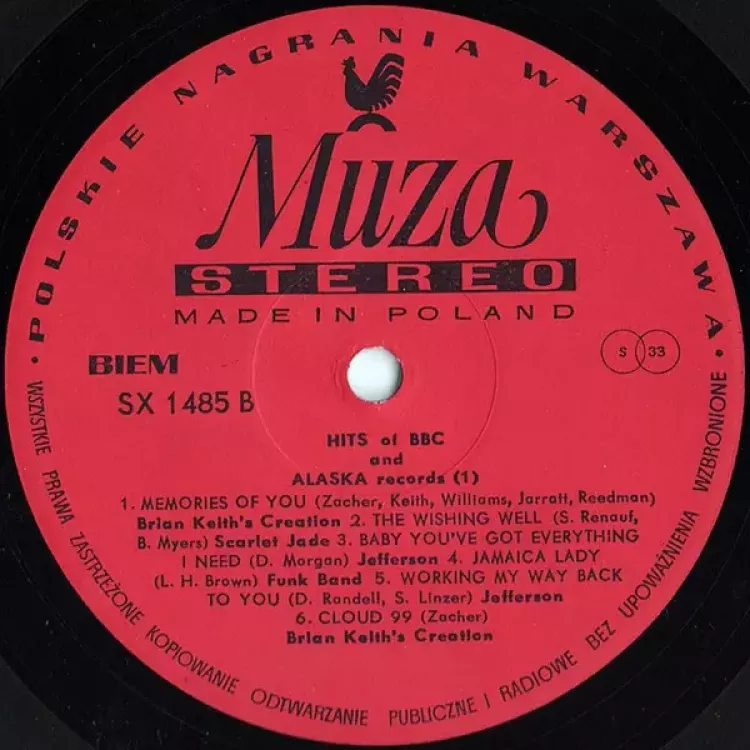 POLSKIE NAGRANIA WARSZAWA
Muza
STEREO
MADE IN POLAND
BIEM
S 33
SX 1485 B
HITS of BBC
and
ALASKA records (1)
1. MEMORIES OF YOU (Zacher, Keith, Williams, Jarratt, Reedman)
Brian Keith's Creation 2. THE WISHING WELL (S. Renauf,
B. Myers) Scarlet Jade 3. BABY YOU'VE GOT EVERYTHING
I NEED (D. Morgan) Jefferson 4. JAMAICA LADY
(L. H. Brown) Funk Band 5. WORKING MY WAY BACK
TO YOU (D. Randell, S. Linzer) Jefferson
6. CLOUD 99 (Zacher)
Brian Keith's Creation
WSZYSTKIE PRAWA ZASTRZEŻONE KOPIOWANIE ODTWARZANIE PUBLICZNE I RADIOWE BEZ UPOWAŻNIENIA WZBRONIONE